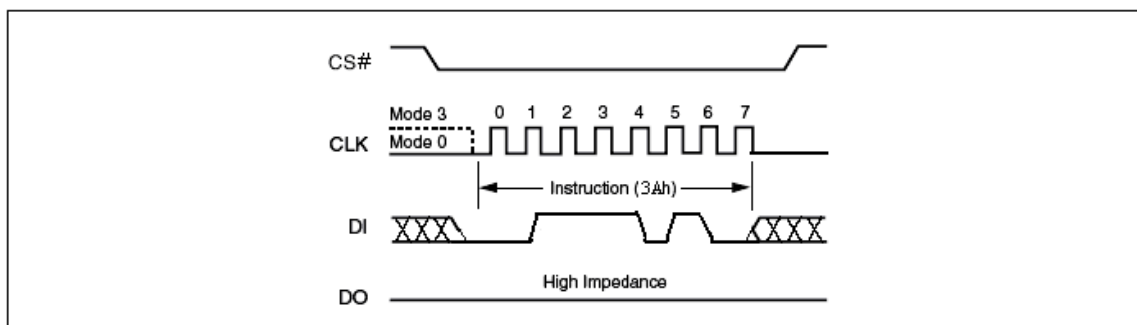 CS#
Mode 3 0 1 2 3 4 5 6 7
CLK Mode 0
Instruction (3Ah)
DI
High Impedance
DO